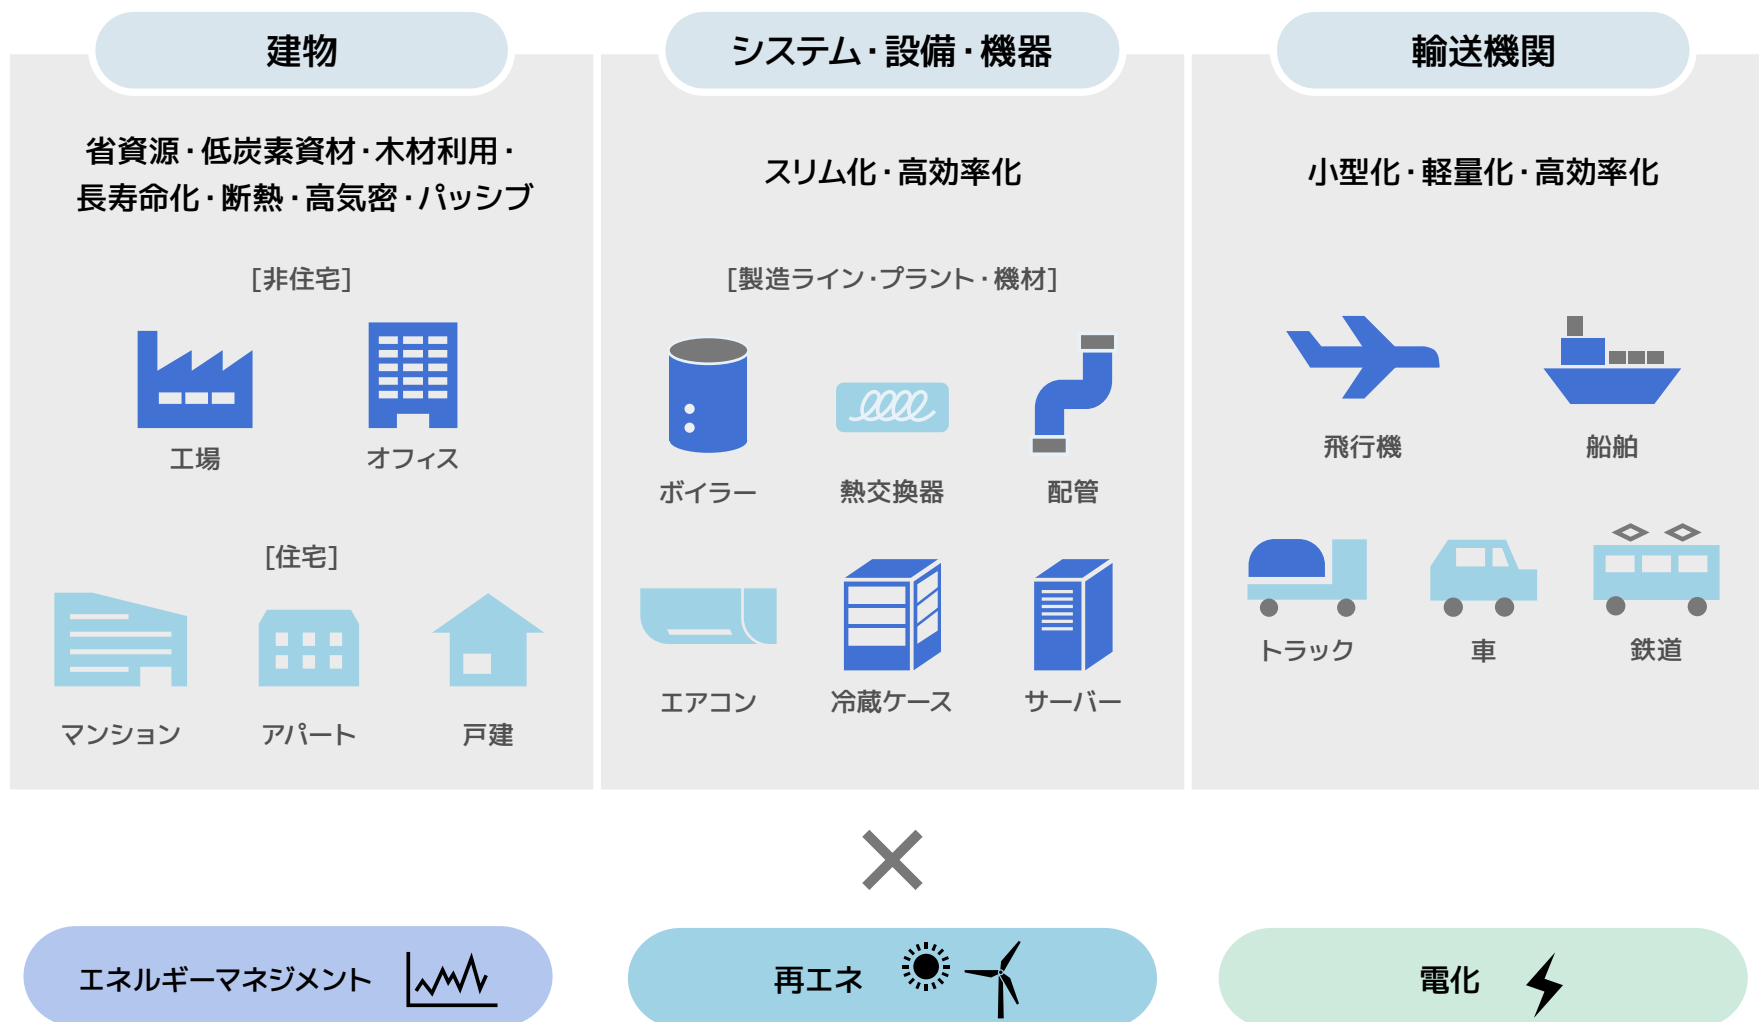 建物
省資源・低炭素資材・木材利用・
長寿命化・断熱・高気密・パッシブ
[非住宅]
工場
オフィス
[住宅]
マンション
アパート
戸建
システム・設備・機器
スリム化・高効率化
[製造ライン・プラント・機材]
ボイラー
熱交換器
配管
エアコン
冷蔵ケース
サーバー
輸送機関
小型化・軽量化・高効率化
飛行機
船舶
トラック
車
鉄道
エネルギーマネジメント
再エネ
電化